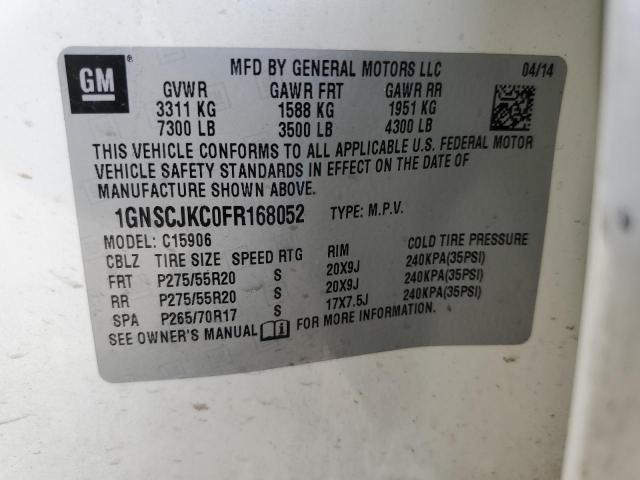 GM ®
MFD BY GENERAL MOTORS LLC 04/14
GVWR GAWR FRT GAWR RR
3311 KG 1588 KG 1951 KG
7300 LB 3500 LB 4300 LB
THIS VEHICLE CONFORMS TO ALL APPLICABLE U.S. FEDERAL MOTOR
VEHICLE SAFETY STANDARDS IN EFFECT ON THE DATE OF
MANUFACTURE SHOWN ABOVE.
1GNSCJKC0FR168052 TYPE: M.P.V.
MODEL: C15906
CBLZ TIRE SIZE SPEED RTG RIM COLD TIRE PRESSURE
FRT P275/55R20 S 20X9J 240KPA(35PSI)
RR P275/55R20 S 20X9J 240KPA(35PSI)
SPA P265/70R17 S 17X7.5J 240KPA(35PSI)
SEE OWNER'S MANUAL FOR MORE INFORMATION.